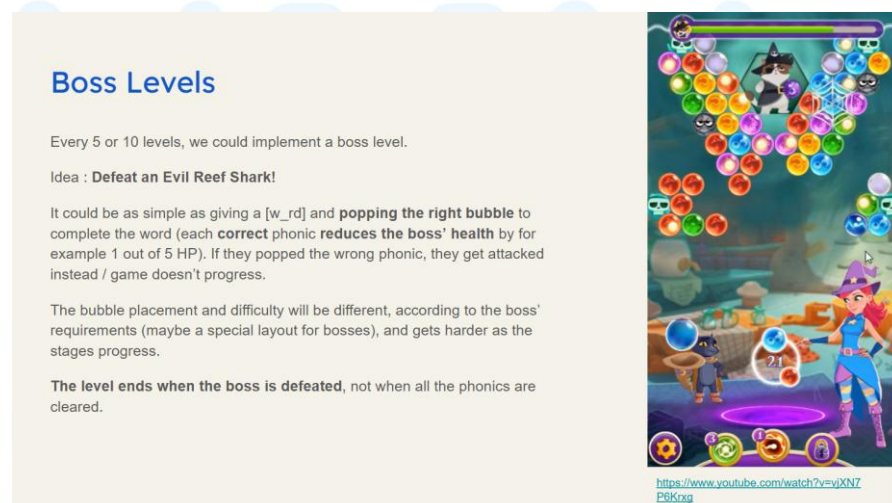 Boss Levels
Every 5 or 10 levels, we could implement a boss level.
Idea : Defeat an Evil Reef Shark!
It could be as simple as giving a [w_rd] and popping the right bubble to
complete the word (each correct phonic reduces the boss' health by for
example 1 out of 5 HP). If they popped the wrong phonic, they get attacked
instead / game doesn't progress.
The bubble placement and difficulty will be different, according to the boss'
requirements (maybe a special layout for bosses), and gets harder as the
stages progress.
The level ends when the boss is defeated, not when all the phonics are
cleared.
3
21
3
1
https://www.youtube.com/watch?v=vjXN7
P6Krxg